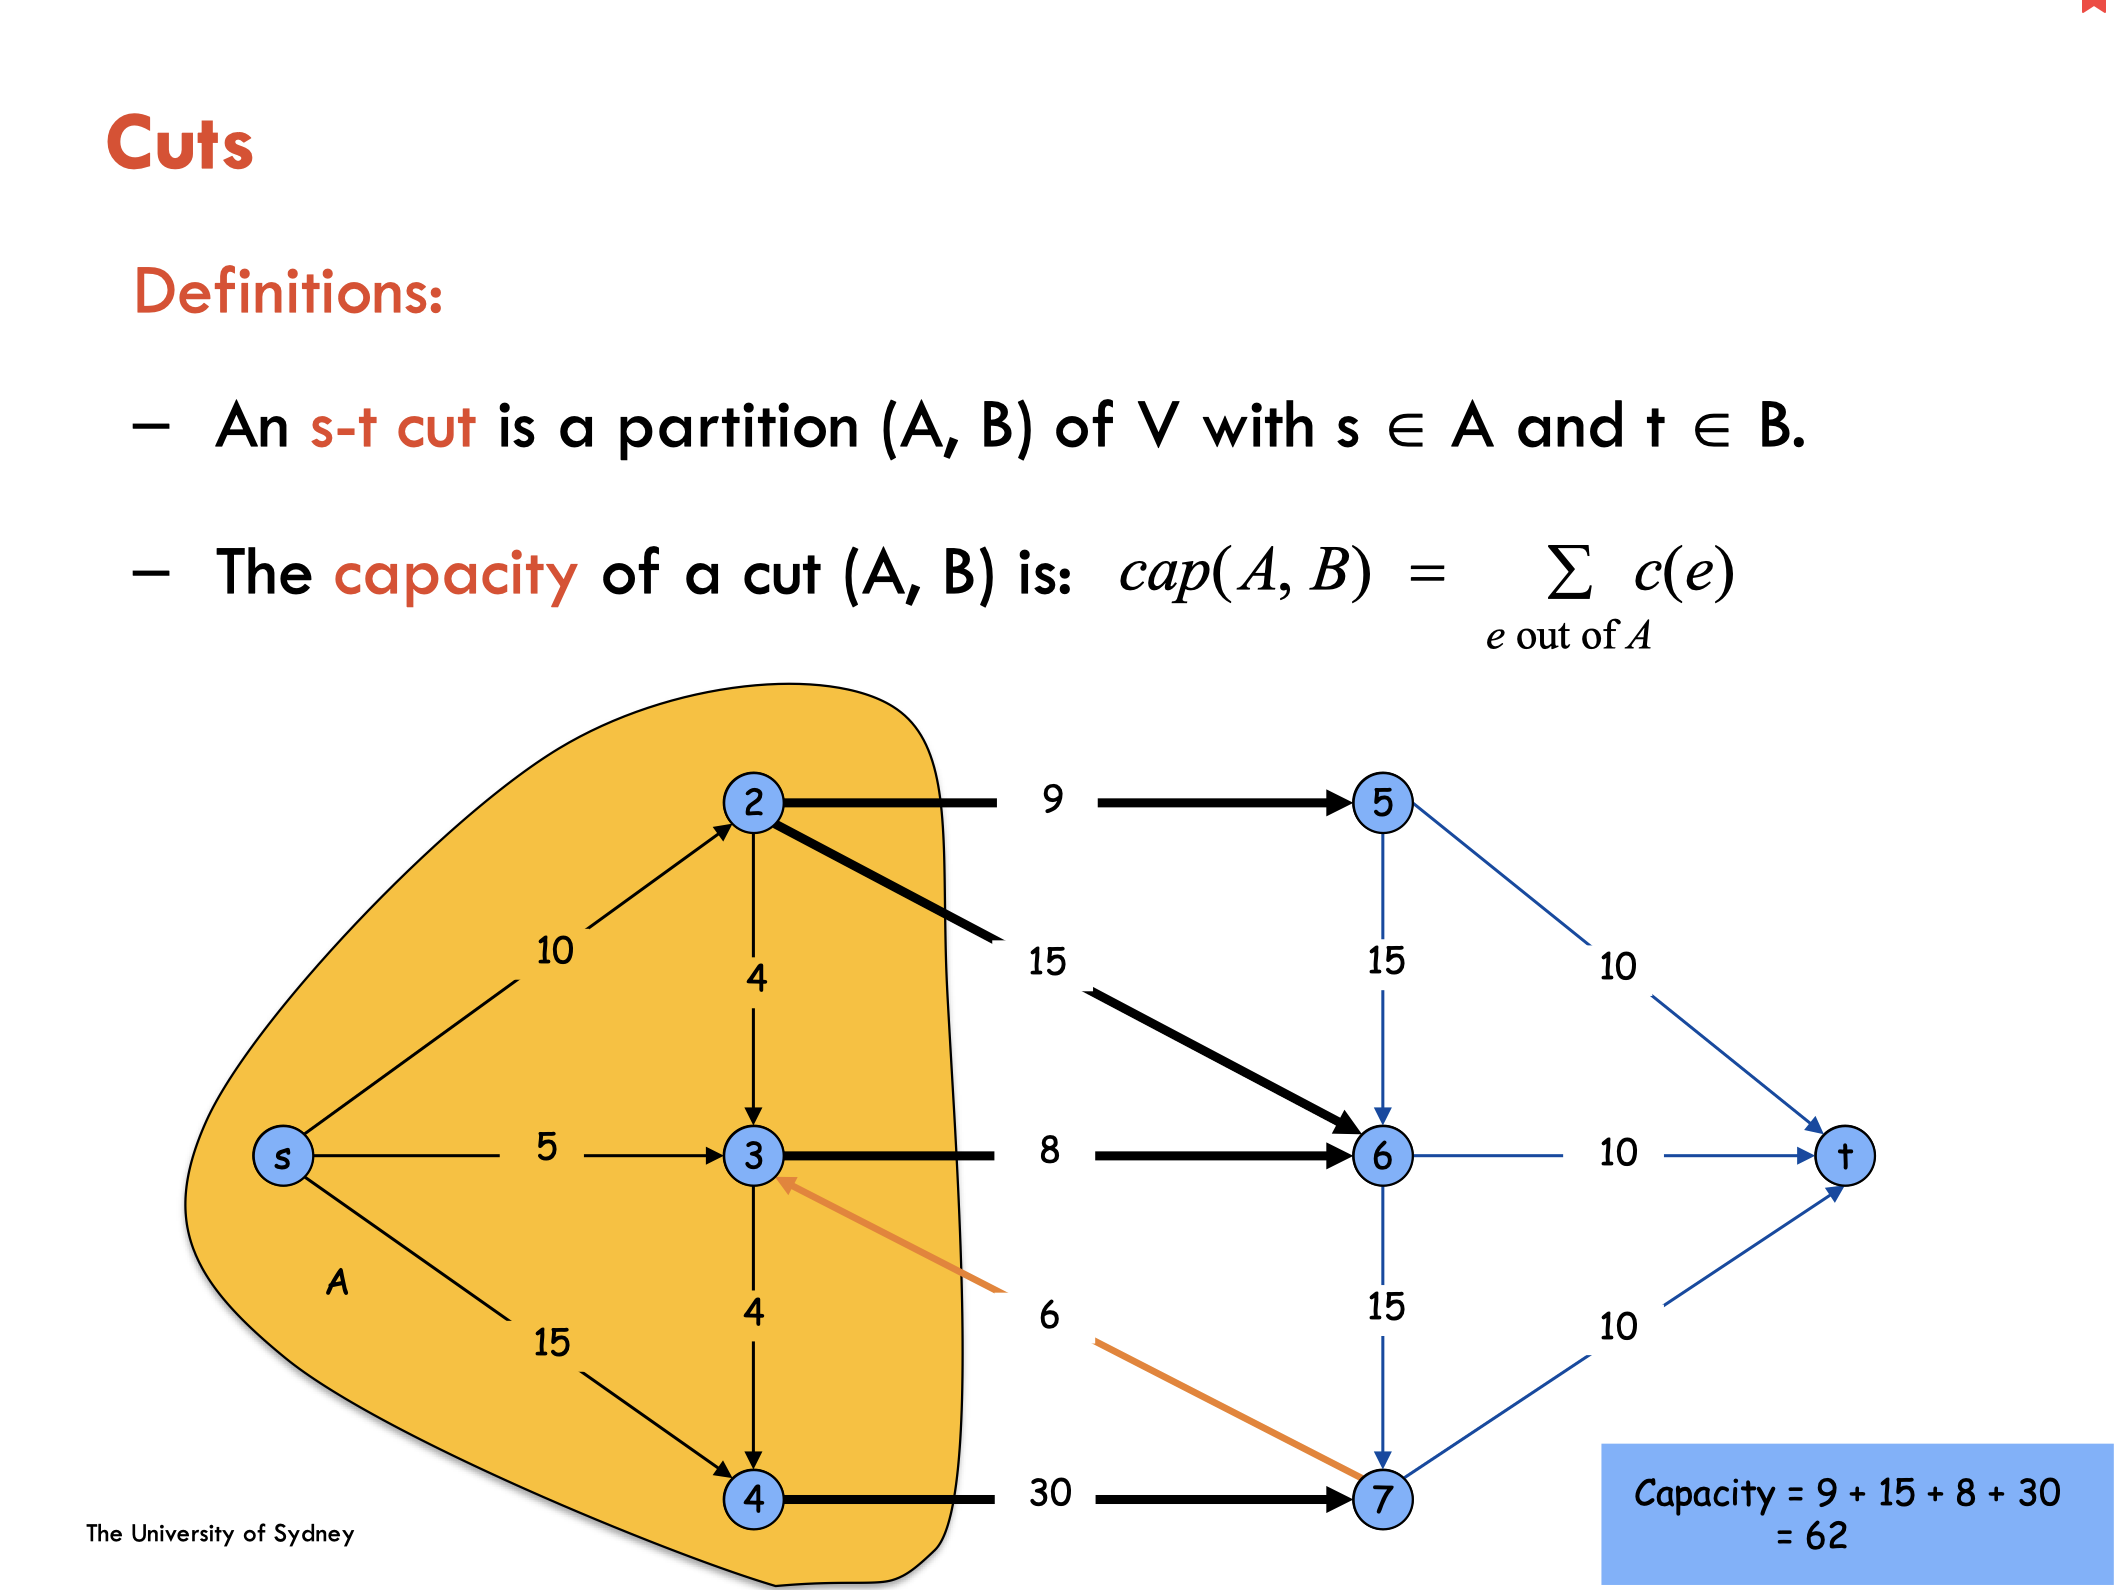 Cuts
Definitions:
– An s-t cut is a partition (A, B) of V with s ∈ A and t ∈ B.
– The capacity of a cut (A, B) is: cap(A, B) = ∑ c(e)
e out of A
2
9
5
10
4
15
15
10
s
5
3
8
6
10
t
A
15
4
6
15
10
4
30
7
Capacity = 9 + 15 + 8 + 30
= 62
The University of Sydney